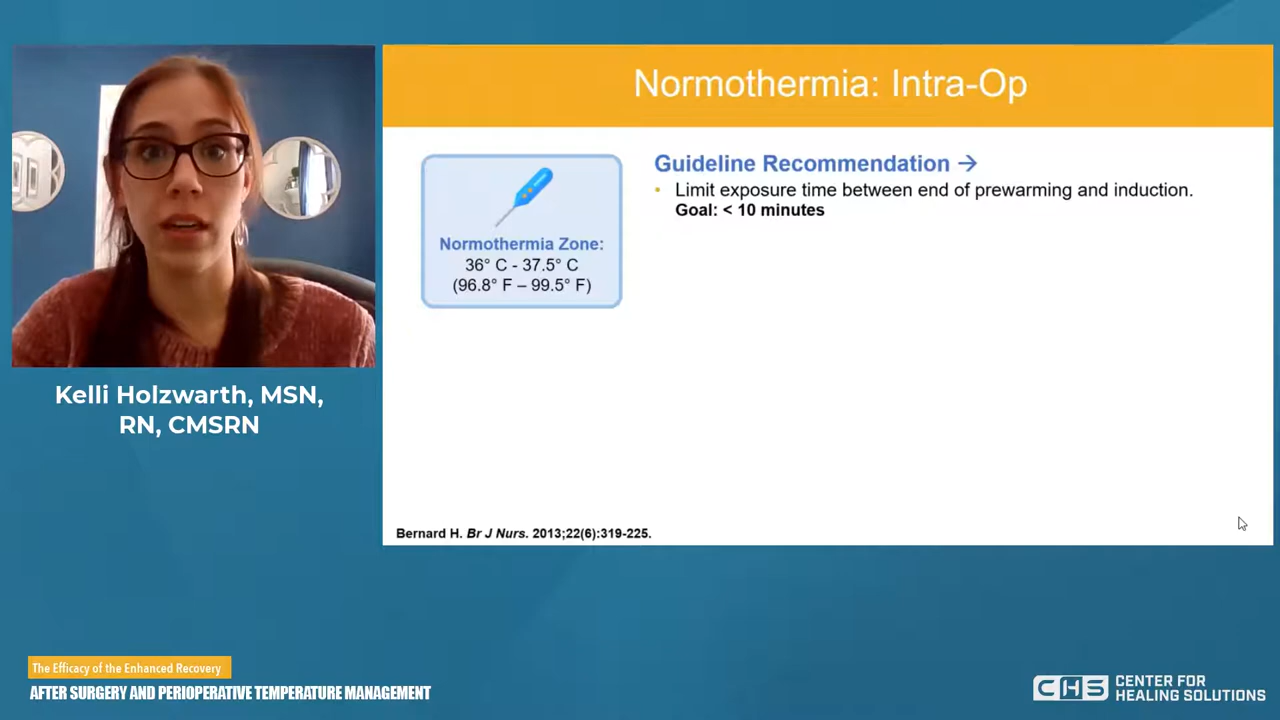 Normothermia: Intra-Op
Normothermia Zone:
36° C - 37.5° C
(96.8° F – 99.5° F)
Guideline Recommendation →
• Limit exposure time between end of prewarming and induction.
Goal: < 10 minutes
Bernard H. Br J Nurs. 2013;22(6):319-225.
Kelli Holzwarth, MSN,
RN, CMSRN
The Efficacy of the Enhanced Recovery
AFTER SURGERY AND PERIOPERATIVE TEMPERATURE MANAGEMENT
CHS
CENTER FOR
HEALING SOLUTIONS